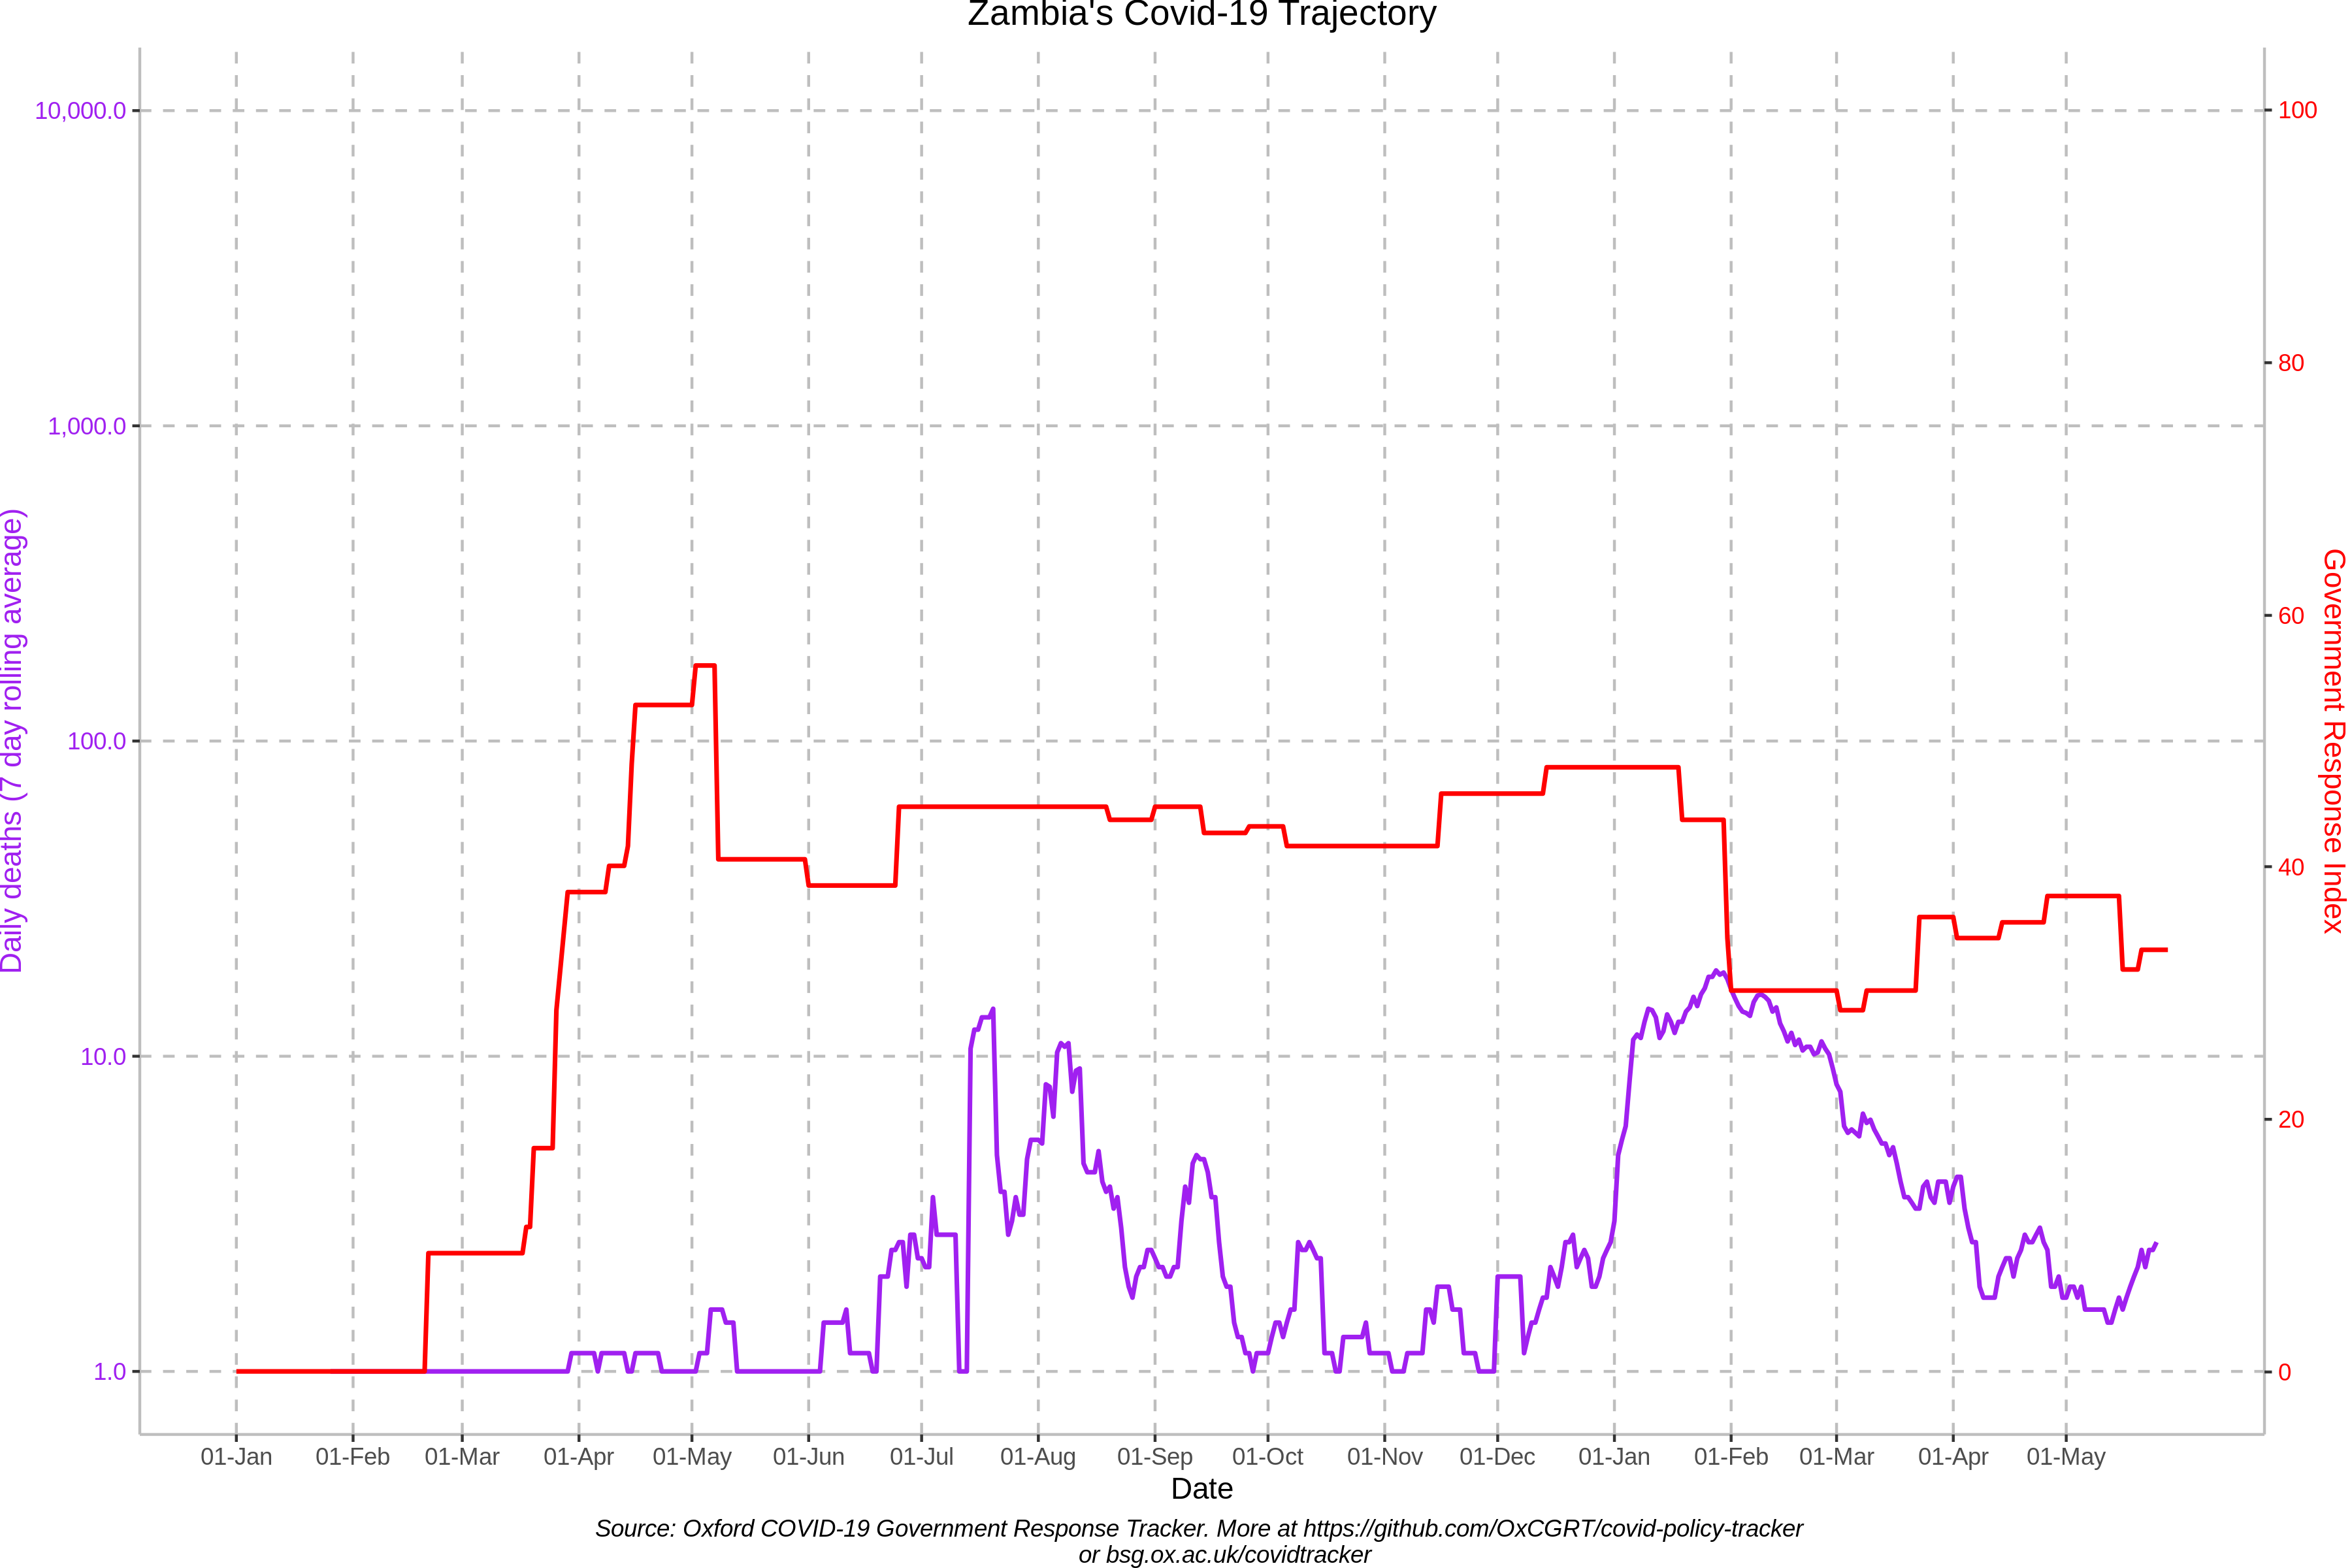 Zambia's Covid-19 Trajectory
10,000.0
1,000.0
100.0
10.0
1.0
Daily deaths (7 day rolling average)
100
80
60
40
20
0
Government Response Index
01-Jan 01-Feb 01-Mar 01-Apr 01-May 01-Jun 01-Jul 01-Aug 01-Sep 01-Oct 01-Nov 01-Dec 01-Jan 01-Feb 01-Mar 01-Apr 01-May
Date
Source: Oxford COVID-19 Government Response Tracker. More at https://github.com/OxCGRT/covid-policy-tracker
or bsg.ox.ac.uk/covidtracker